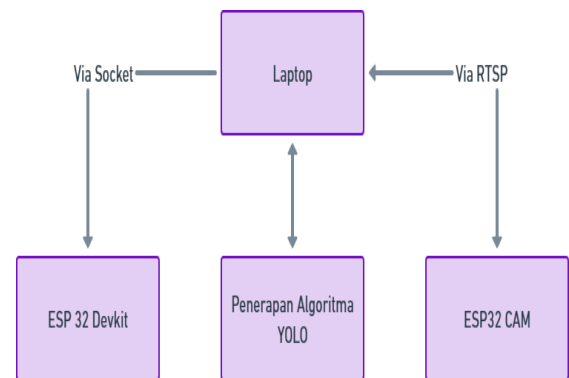 Via Socket
Laptop
Via RTSP
ESP 32 Devkit
Penerapan Algoritma
YOLO
ESP32 CAM